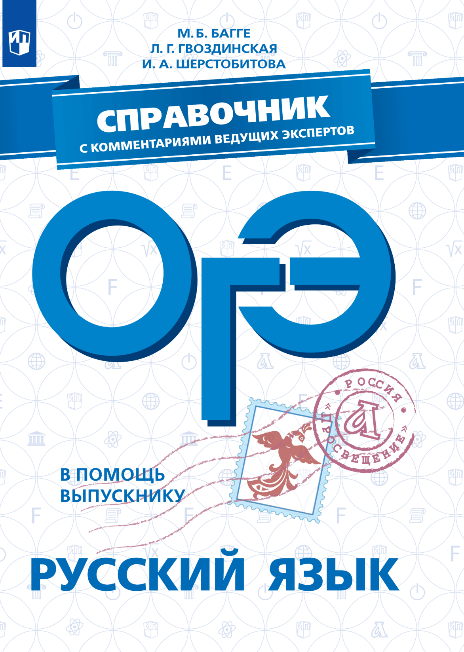 М. Б. БАГГЕ
Л. Г. ГВОЗДИНСКАЯ
И. А. ШЕРСТОБИТОВА
СПРАВОЧНИК
С КОММЕНТАРИЯМИ ВЕДУЩИХ ЭКСПЕРТОВ
ОГЭ
• РОССИЯ •
«ПРОСВЕЩЕНИЕ»
В ПОМОЩЬ
ВЫПУСКНИКУ
РУССКИЙ ЯЗЫК